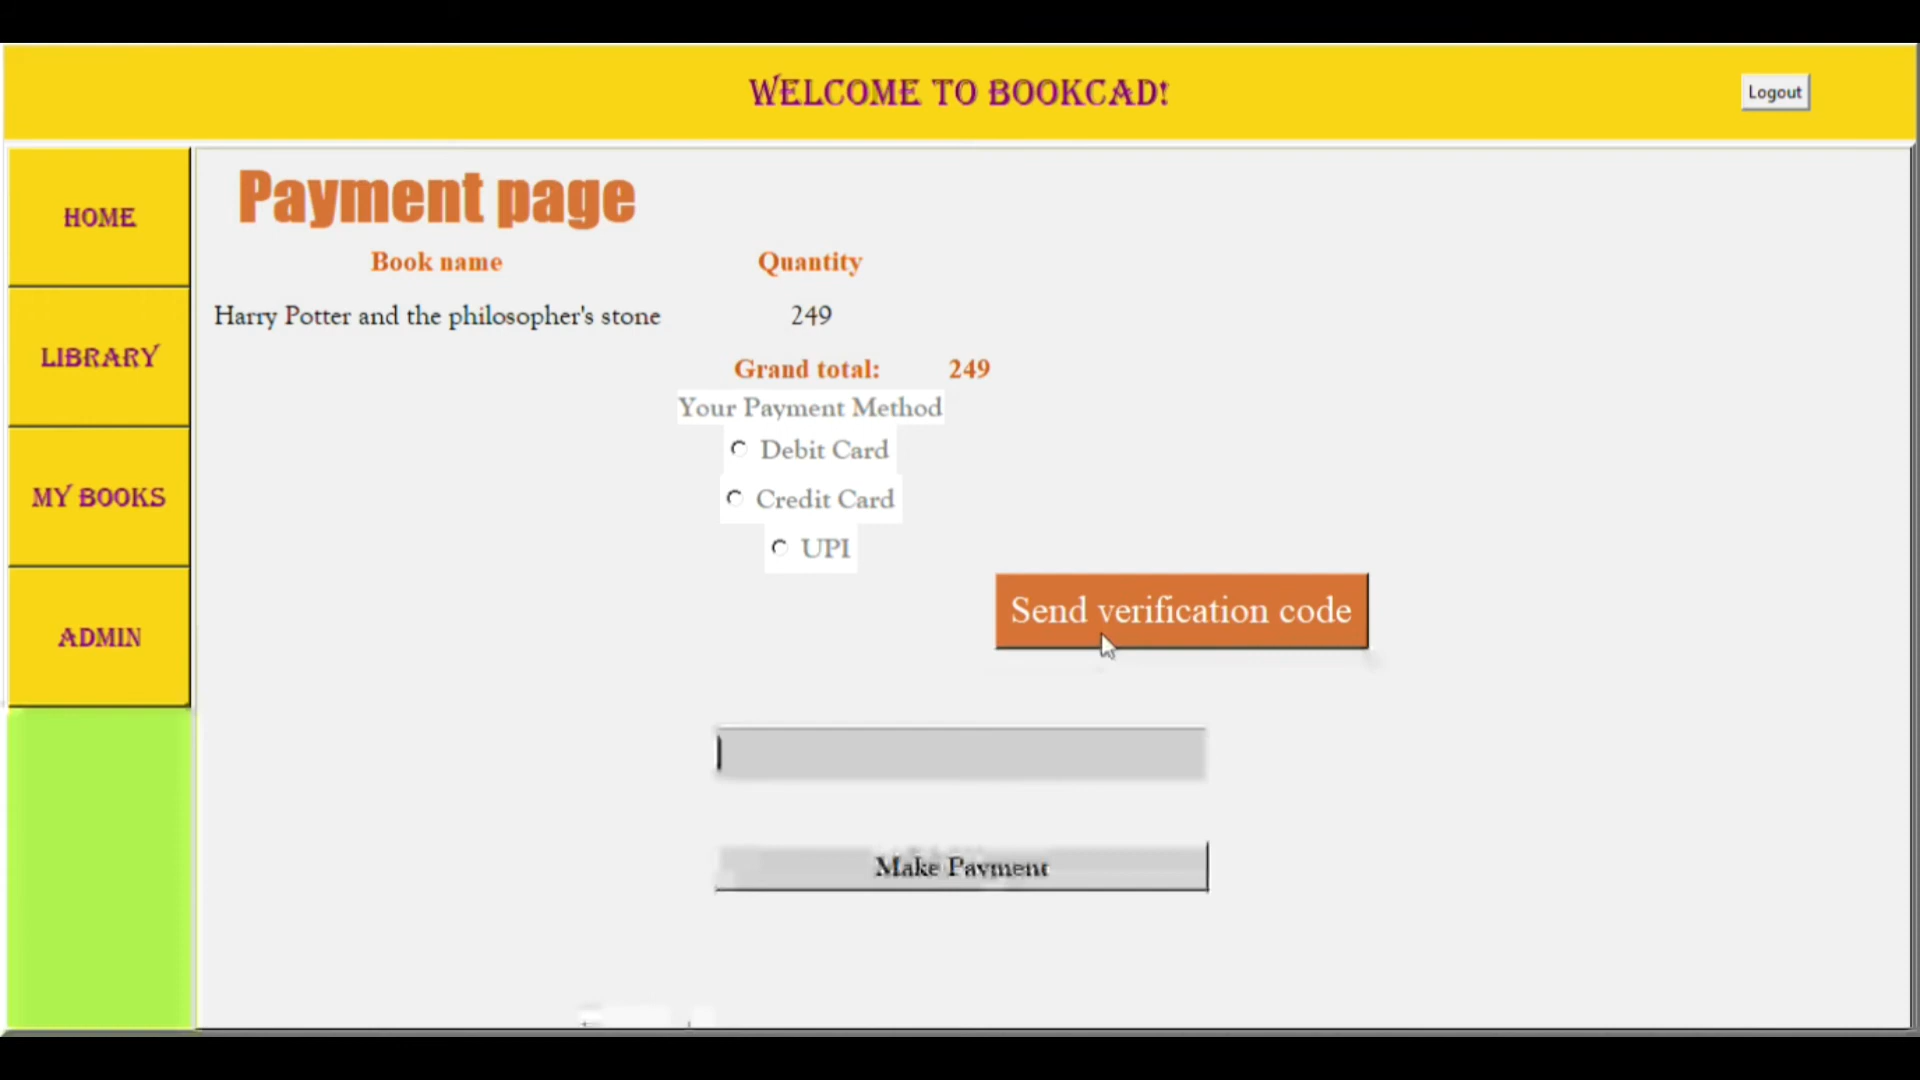 WELCOME TO BOOKCAD!
Logout
HOME
LIBRARY
MY BOOKS
ADMIN
Payment page
Book name Quantity
Harry Potter and the philosopher's stone 249
Grand total: 249
Your Payment Method
Debit Card
Credit Card
UPI
Send verification code
Make Payment